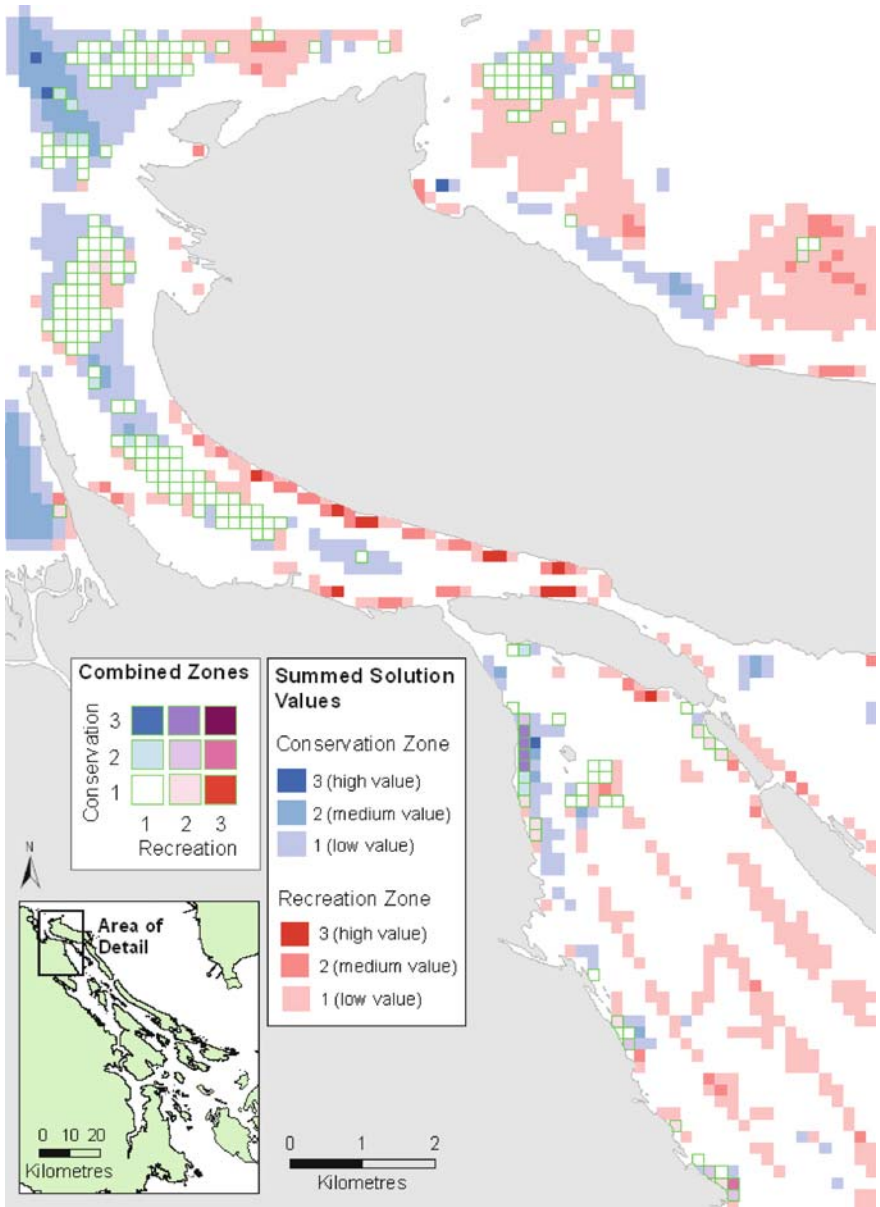 Combined Zones
Conservation
3
2
1
1 2 3
Recreation
Summed Solution
Values
Conservation Zone
3 (high value)
2 (medium value)
1 (low value)
Recreation Zone
3 (high value)
2 (medium value)
1 (low value)
N
Area of
Detail
0 10 20
Kilometres
0 1 2
Kilometres